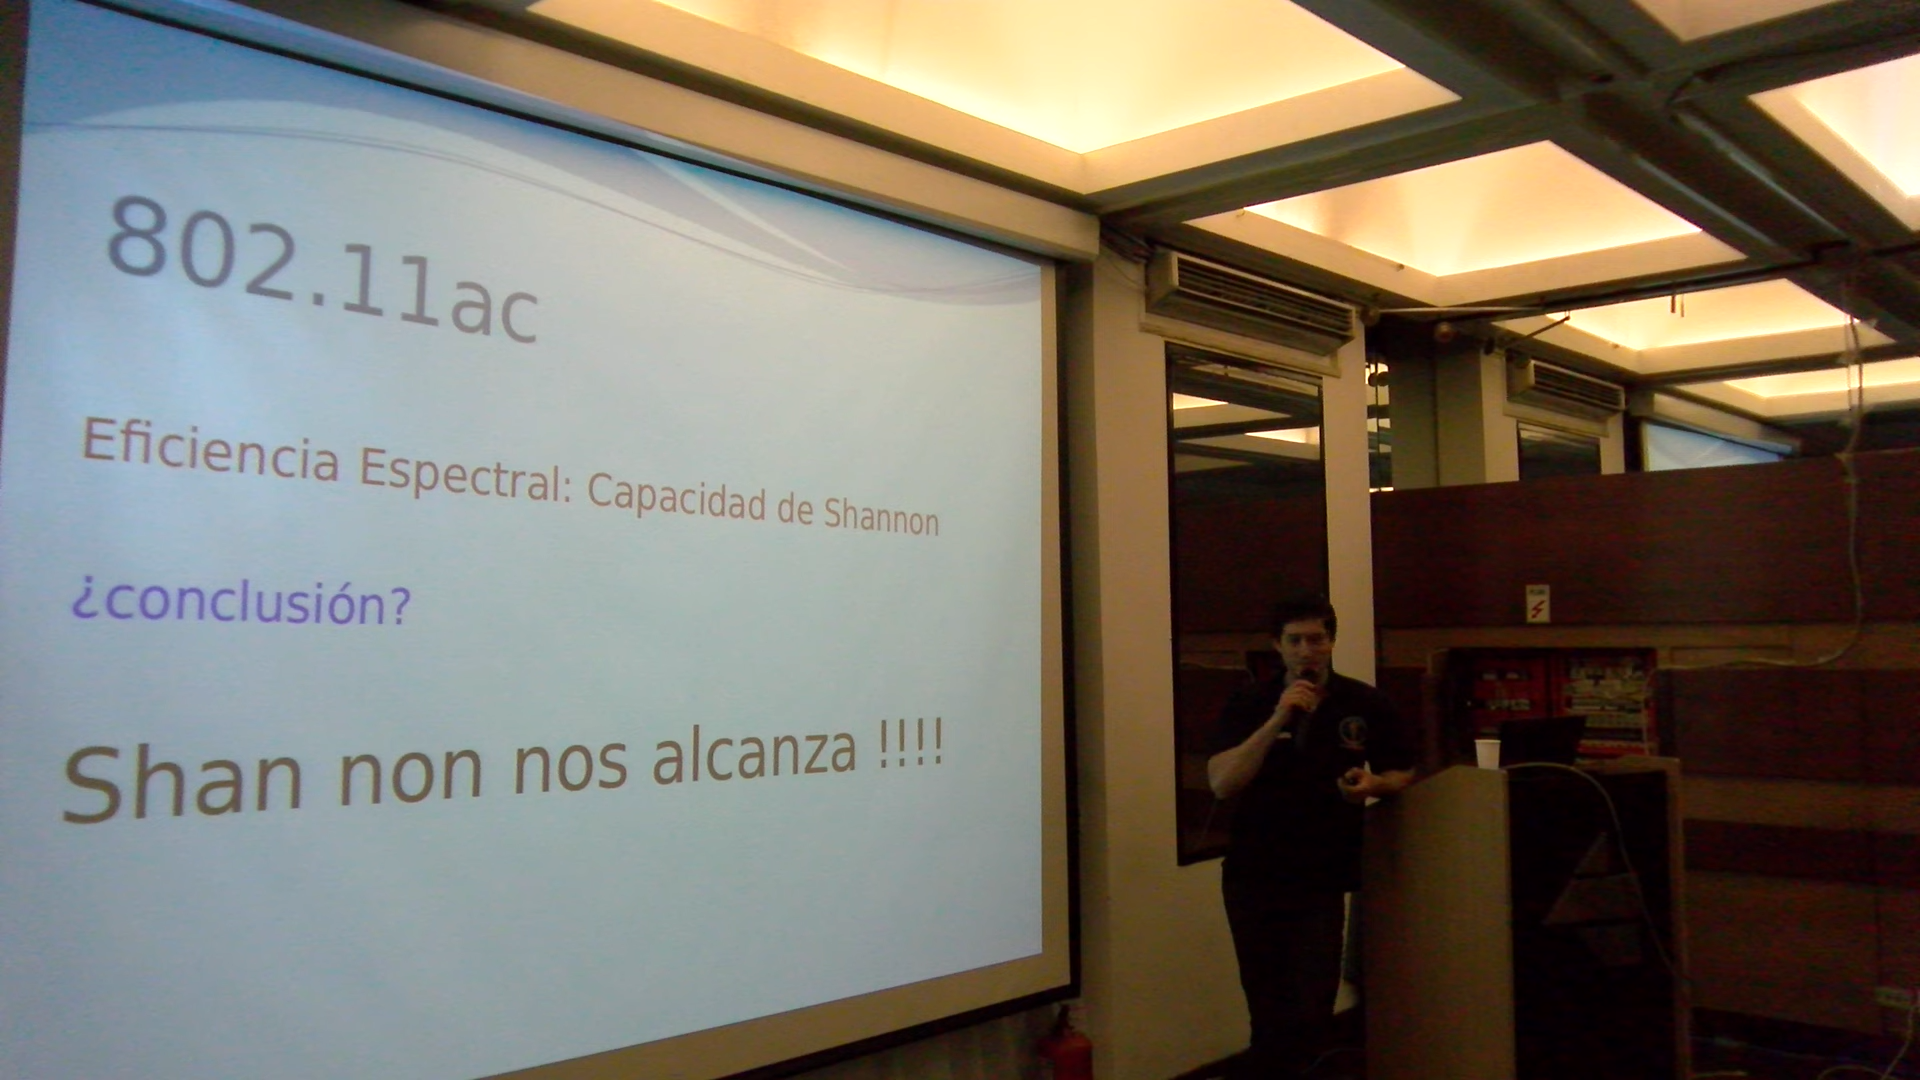 802.11ac
Eficiencia Espectral: Capacidad de Shannon
¿conclusión?
Shan non nos alcanza !!!!